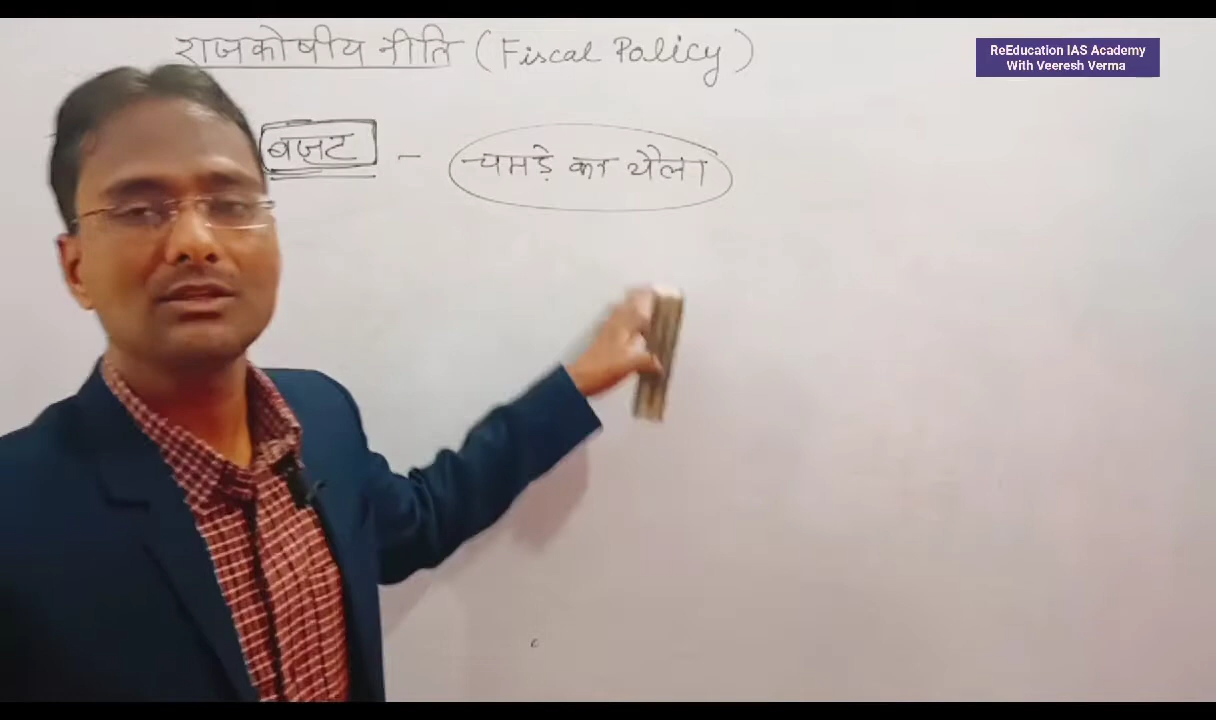 राजकोषीय नीति (Fiscal Policy)
ReEducation IAS Academy
With Veeresh Verma
बजट - चमड़े का थैला